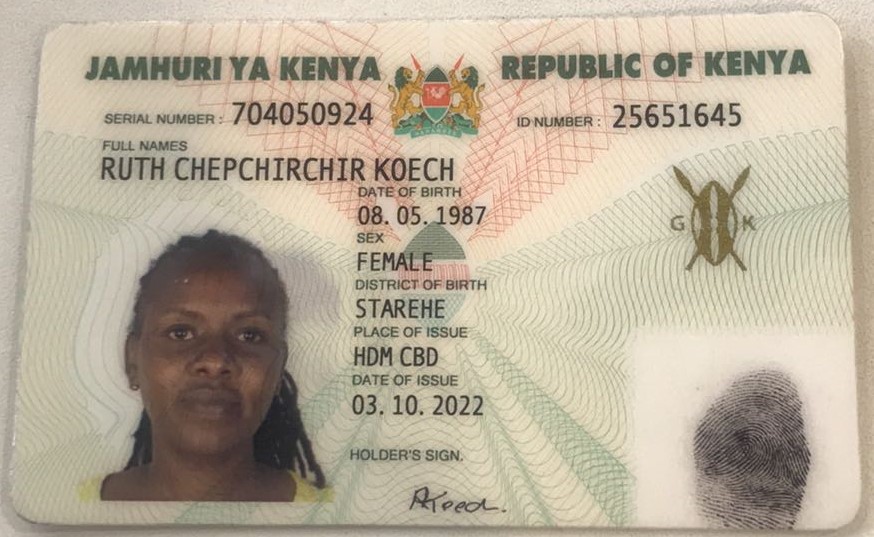 JAMHURI YA KENYA REPUBLIC OF KENYA
SERIAL NUMBER : 704050924 ID NUMBER : 25651645
FULL NAMES
RUTH CHEPCHIRCHIR KOECH
DATE OF BIRTH
08. 05. 1987
SEX
FEMALE
G K
DISTRICT OF BIRTH
STAREHE
PLACE OF ISSUE
HDM CBD
DATE OF ISSUE
03. 10. 2022
HOLDER'S SIGN.